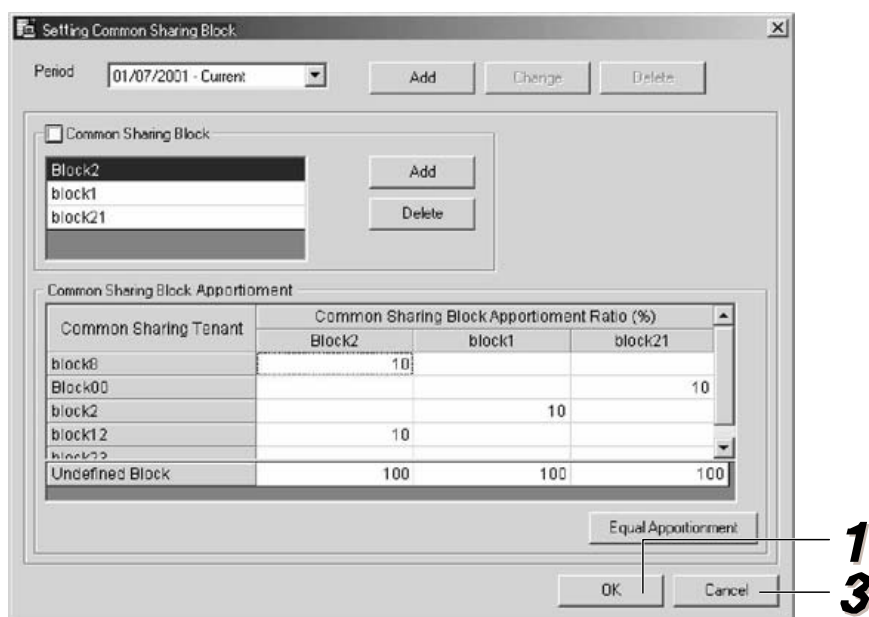 Setting Common Sharing Block
Period 01/07/2001 - Current Add Change Delete
Common Sharing Block
Block2 Add
block1
block21 Delete
Common Sharing Block Apportioment
Common Sharing Tenant Common Sharing Block Apportioment Ratio (%)
Block2 block1 block21
block8 10
Block00 10
block2 10
block12 10
Undefined Block 100 100 100
Equal Apportionment
1
OK Cancel
3